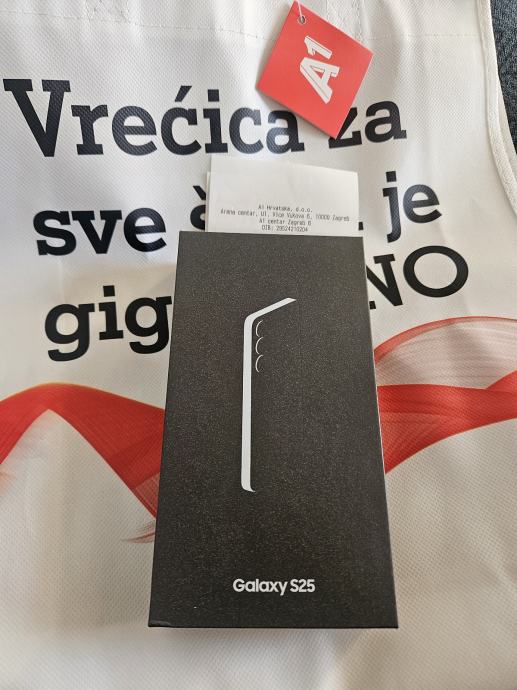 A1
Vrećica za
sve je
gig NO
A1 Hrvatska, d.o.o.
Arena centar, Ul. Vice Vukova 6, 10000 Zagreb
A1 centar Zagreb 6
OIB: 29524210204
Galaxy S25